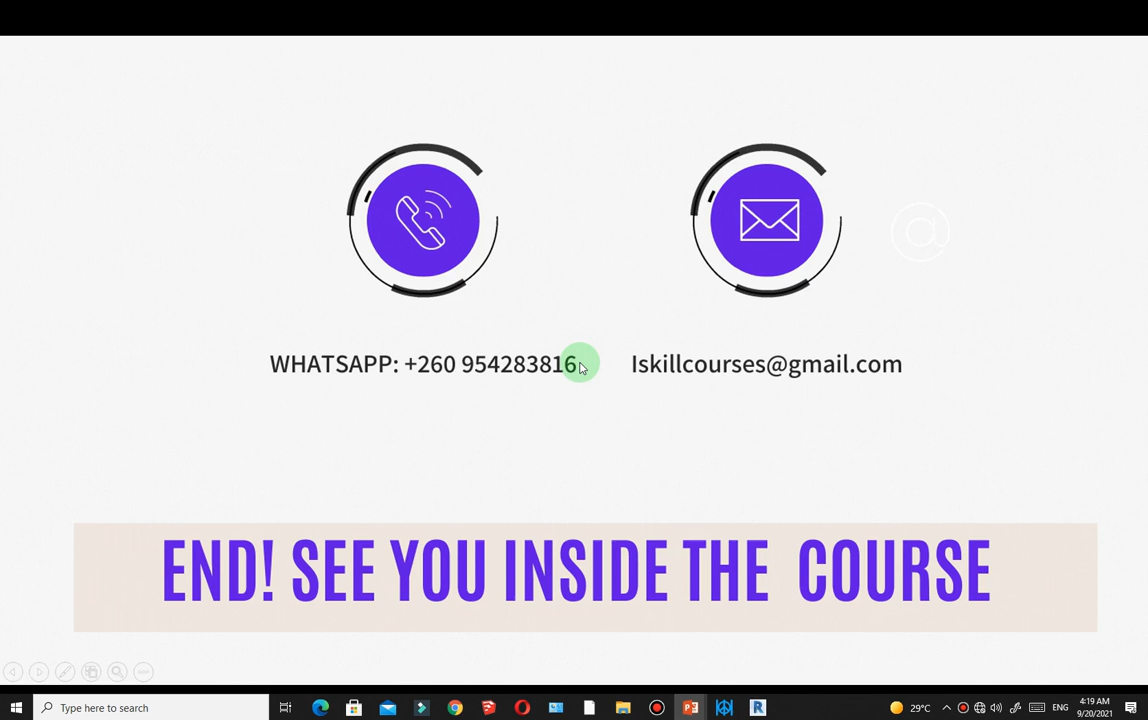 WHATSAPP: +260 954283816
Iskillcourses@gmail.com
END! SEE YOU INSIDE THE COURSE
Type here to search
29°C
ENG
4:19 AM
9/20/2021